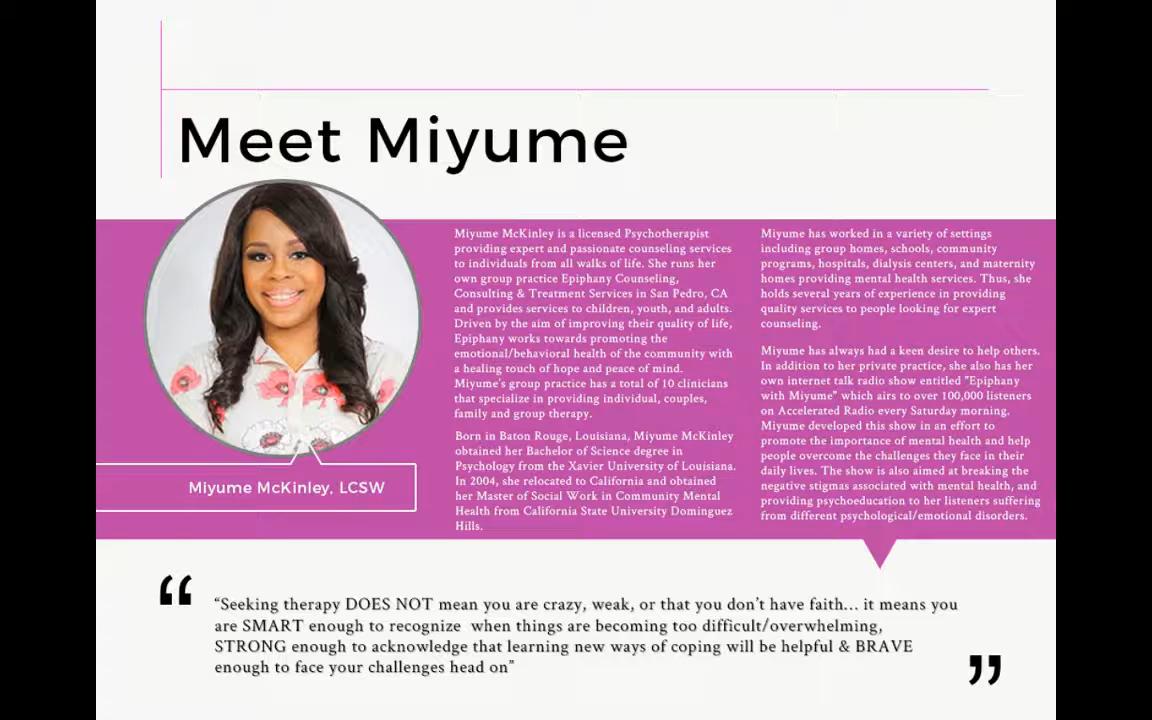 Meet Miyume
Miyume McKinley, LCSW
Miyume McKinley is a licensed Psychotherapist
providing expert and passionate counseling services
to individuals from all walks of life. She runs her
own group practice Epiphany Counseling,
Consulting & Treatment Services in San Pedro, CA
and provides services to children, youth, and adults.
Driven by the aim of improving their quality of life,
Epiphany works towards promoting the
emotional/behavioral health of the community with
a healing touch of hope and peace of mind.
Miyume's group practice has a total of 10 clinicians
that specialize in providing individual, couples,
family and group therapy.
Born in Baton Rouge, Louisiana, Miyume McKinley
obtained her Bachelor of Science degree in
Psychology from the Xavier University of Louisiana.
In 2004, she relocated to California and obtained
her Master of Social Work in Community Mental
Health from California State University Dominguez
Hills.
Miyume has worked in a variety of settings
including group homes, schools, community
programs, hospitals, dialysis centers, and maternity
homes providing mental health services. Thus, she
holds several years of experience in providing
quality services to people looking for expert
counseling.
Miyume has always had a keen desire to help others.
In addition to her private practice, she also has her
own internet talk radio show entitled "Epiphany
with Miyume" which airs to over 100,000 listeners
on Accelerated Radio every Saturday morning.
Miyume developed this show in an effort to
promote the importance of mental health and help
people overcome the challenges they face in their
daily lives. The show is also aimed at breaking the
negative stigmas associated with mental health, and
providing psychoeducation to her listeners suffering
from different psychological/emotional disorders.
“Seeking therapy DOES NOT mean you are crazy, weak, or that you don’t have faith... it means you
are SMART enough to recognize when things are becoming too difficult/overwhelming,
STRONG enough to acknowledge that learning new ways of coping will be helpful & BRAVE
enough to face your challenges head on”